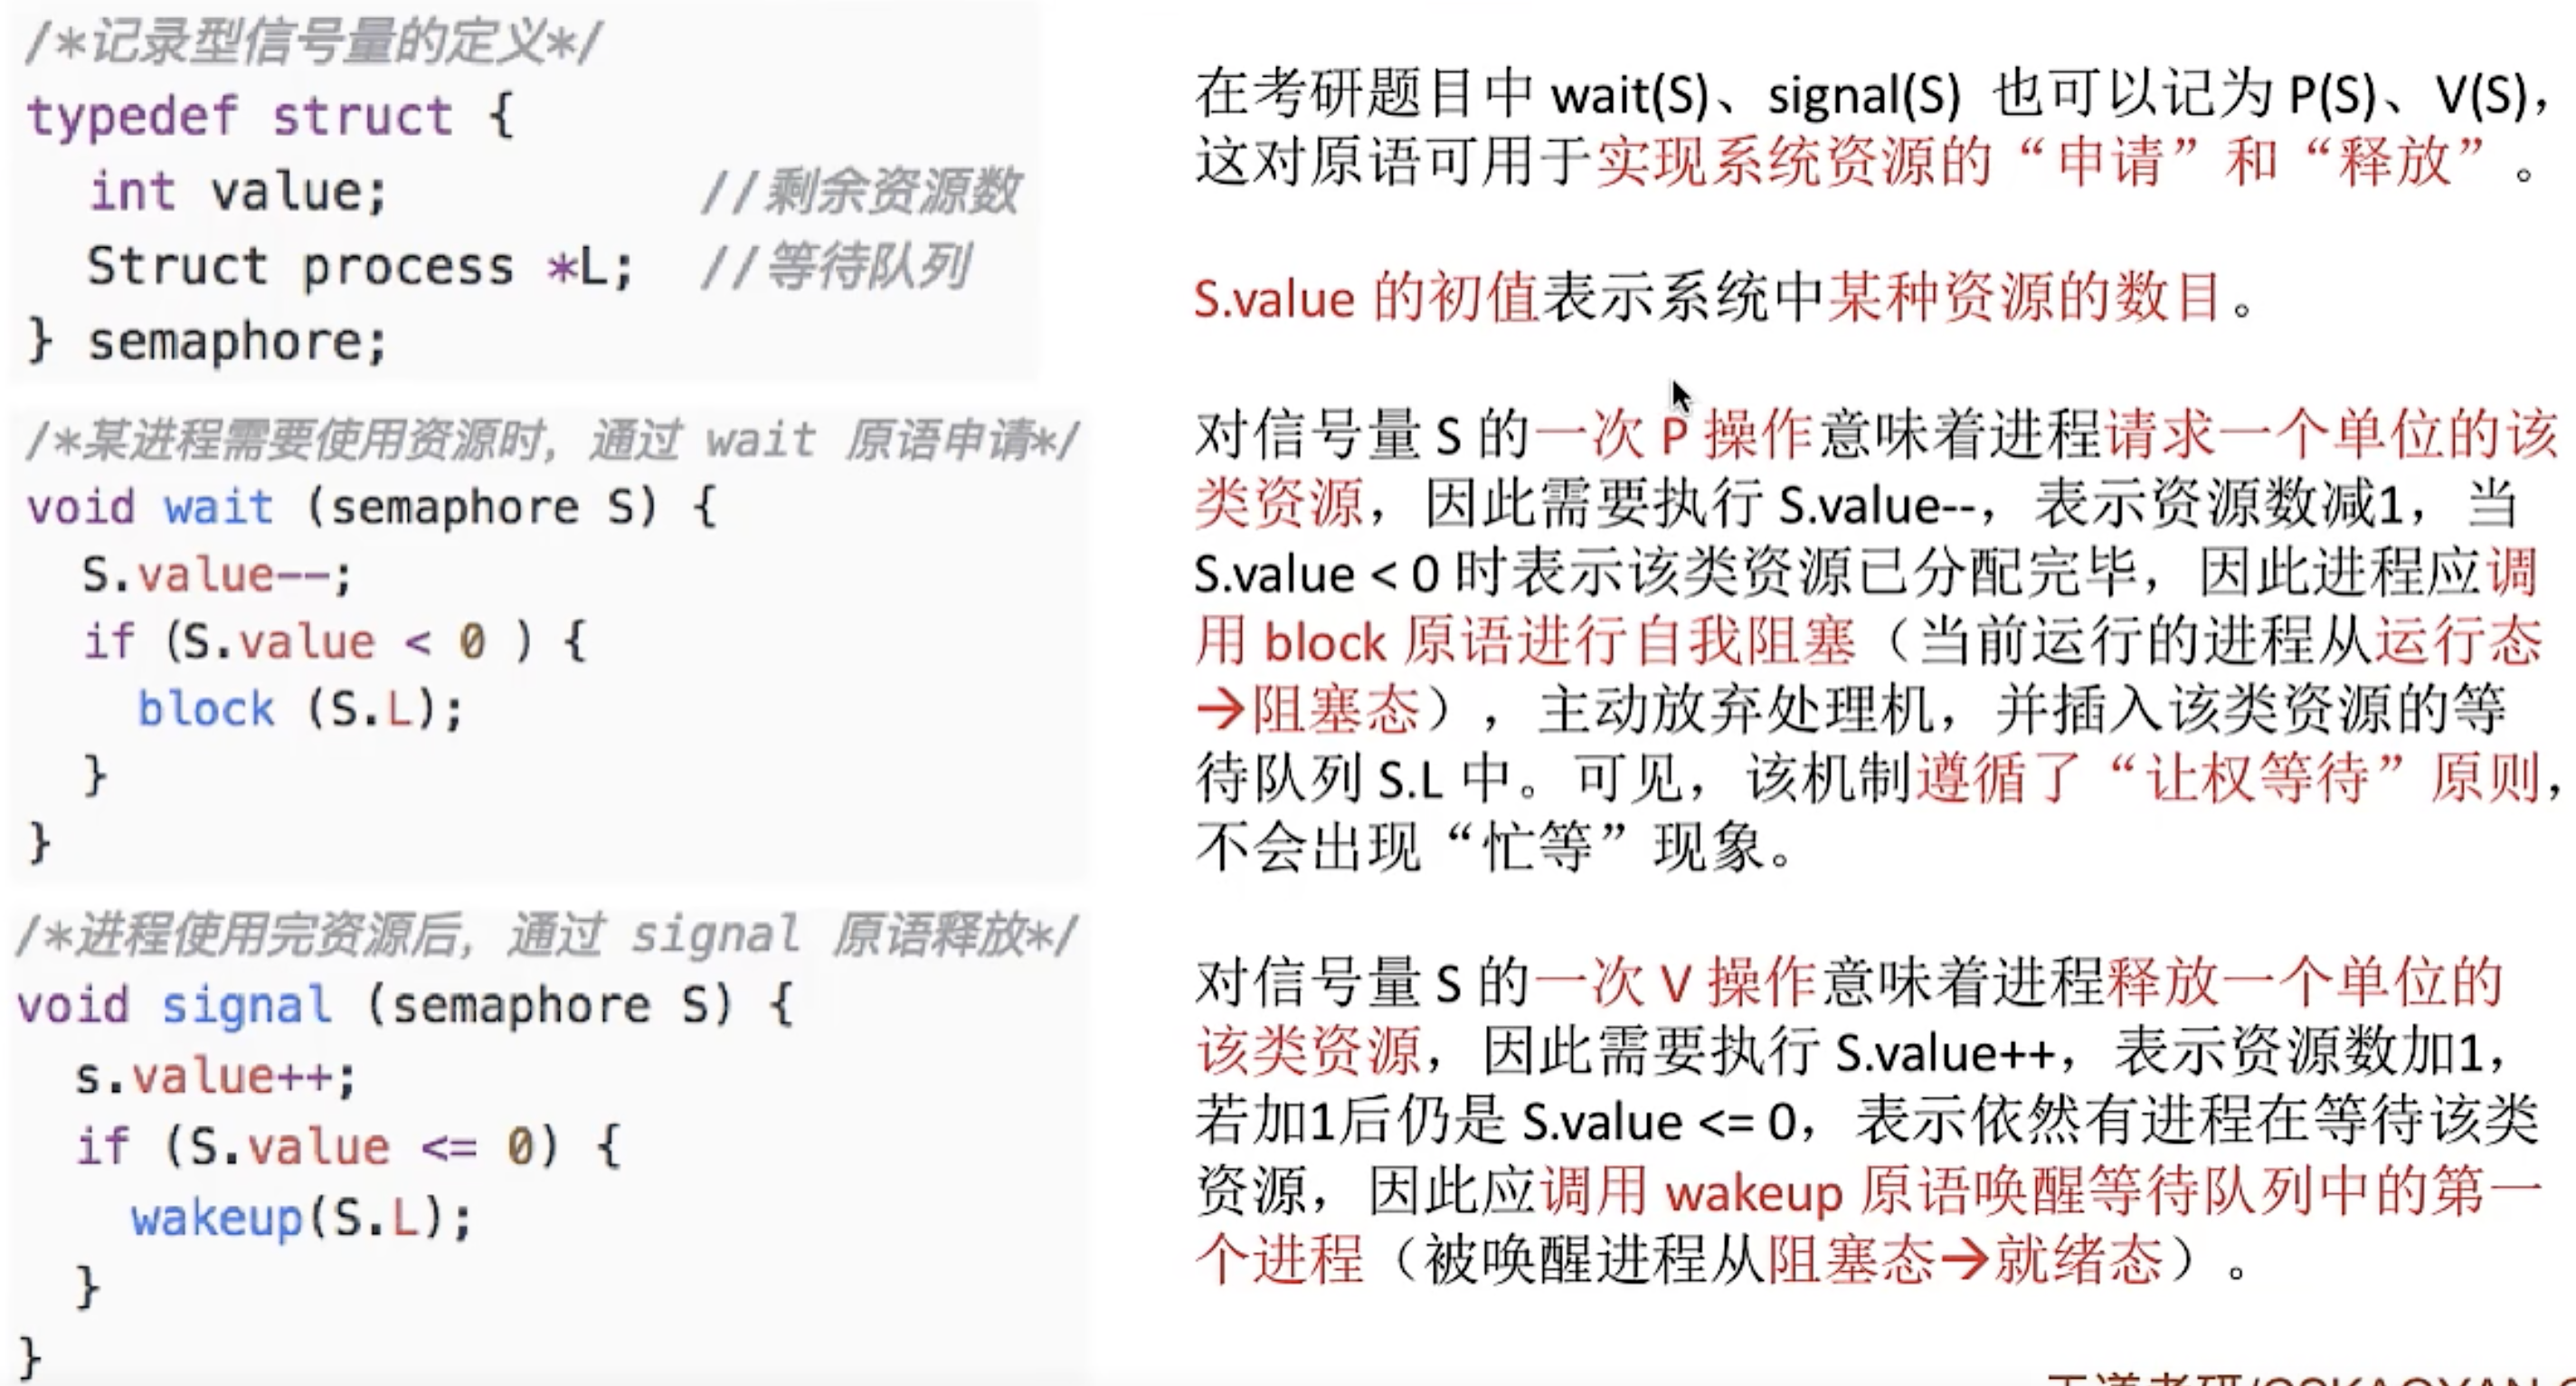 /*记录型信号量的定义*/
typedef struct {
int value; //剩余资源数
Struct process *L; //等待队列
} semaphore;
/*某进程需要使用资源时，通过 wait 原语申请*/
void wait (semaphore S) {
S.value--;
if (S.value < 0 ) {
block (S.L);
}
}
/*进程使用完资源后，通过 signal 原语释放*/
void signal (semaphore S) {
s.value++;
if (S.value <= 0) {
wakeup(S.L);
}
}
在考研题目中 wait(S)、signal(S) 也可以记为 P(S)、V(S)，
这对原语可用于实现系统资源的“申请”和“释放”。
S.value 的初值表示系统中某种资源的数目。
对信号量 S 的一次 P 操作意味着进程请求一个单位的该
类资源，因此需要执行 S.value--，表示资源数减1，当
S.value < 0 时表示该类资源已分配完毕，因此进程应调
用 block 原语进行自我阻塞（当前运行的进程从运行态
→阻塞态），主动放弃处理机，并插入该类资源的等
待队列 S.L 中。可见，该机制遵循了“让权等待”原则，
不会出现“忙等”现象。
对信号量 S 的一次 V 操作意味着进程释放一个单位的
该类资源，因此需要执行 S.value++，表示资源数加1，
若加1后仍是 S.value <= 0，表示依然有进程在等待该类
资源，因此应调用 wakeup 原语唤醒等待队列中的第一
个进程（被唤醒进程从阻塞态→就绪态）。